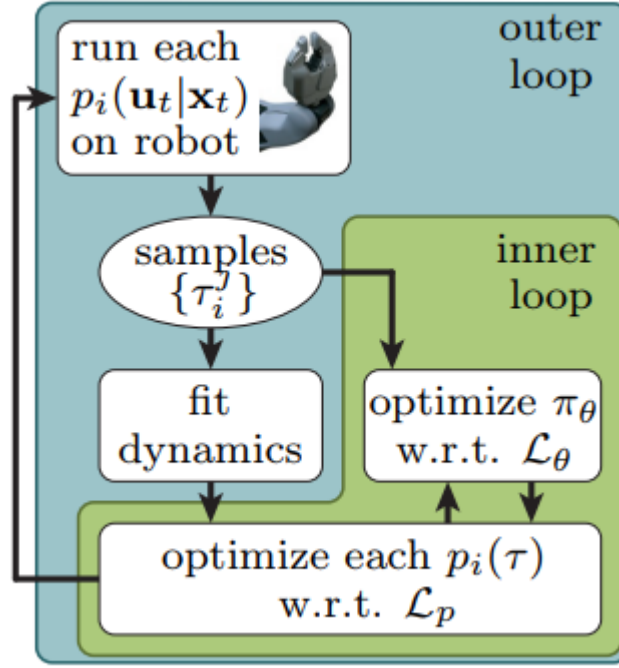 outer
loop
run each
p_i(u_t|x_t)
on robot
samples
{τ_i^j}
inner
loop
fit
dynamics
optimize π_θ
w.r.t. ℒ_θ
optimize each p_i(τ)
w.r.t. ℒ_p